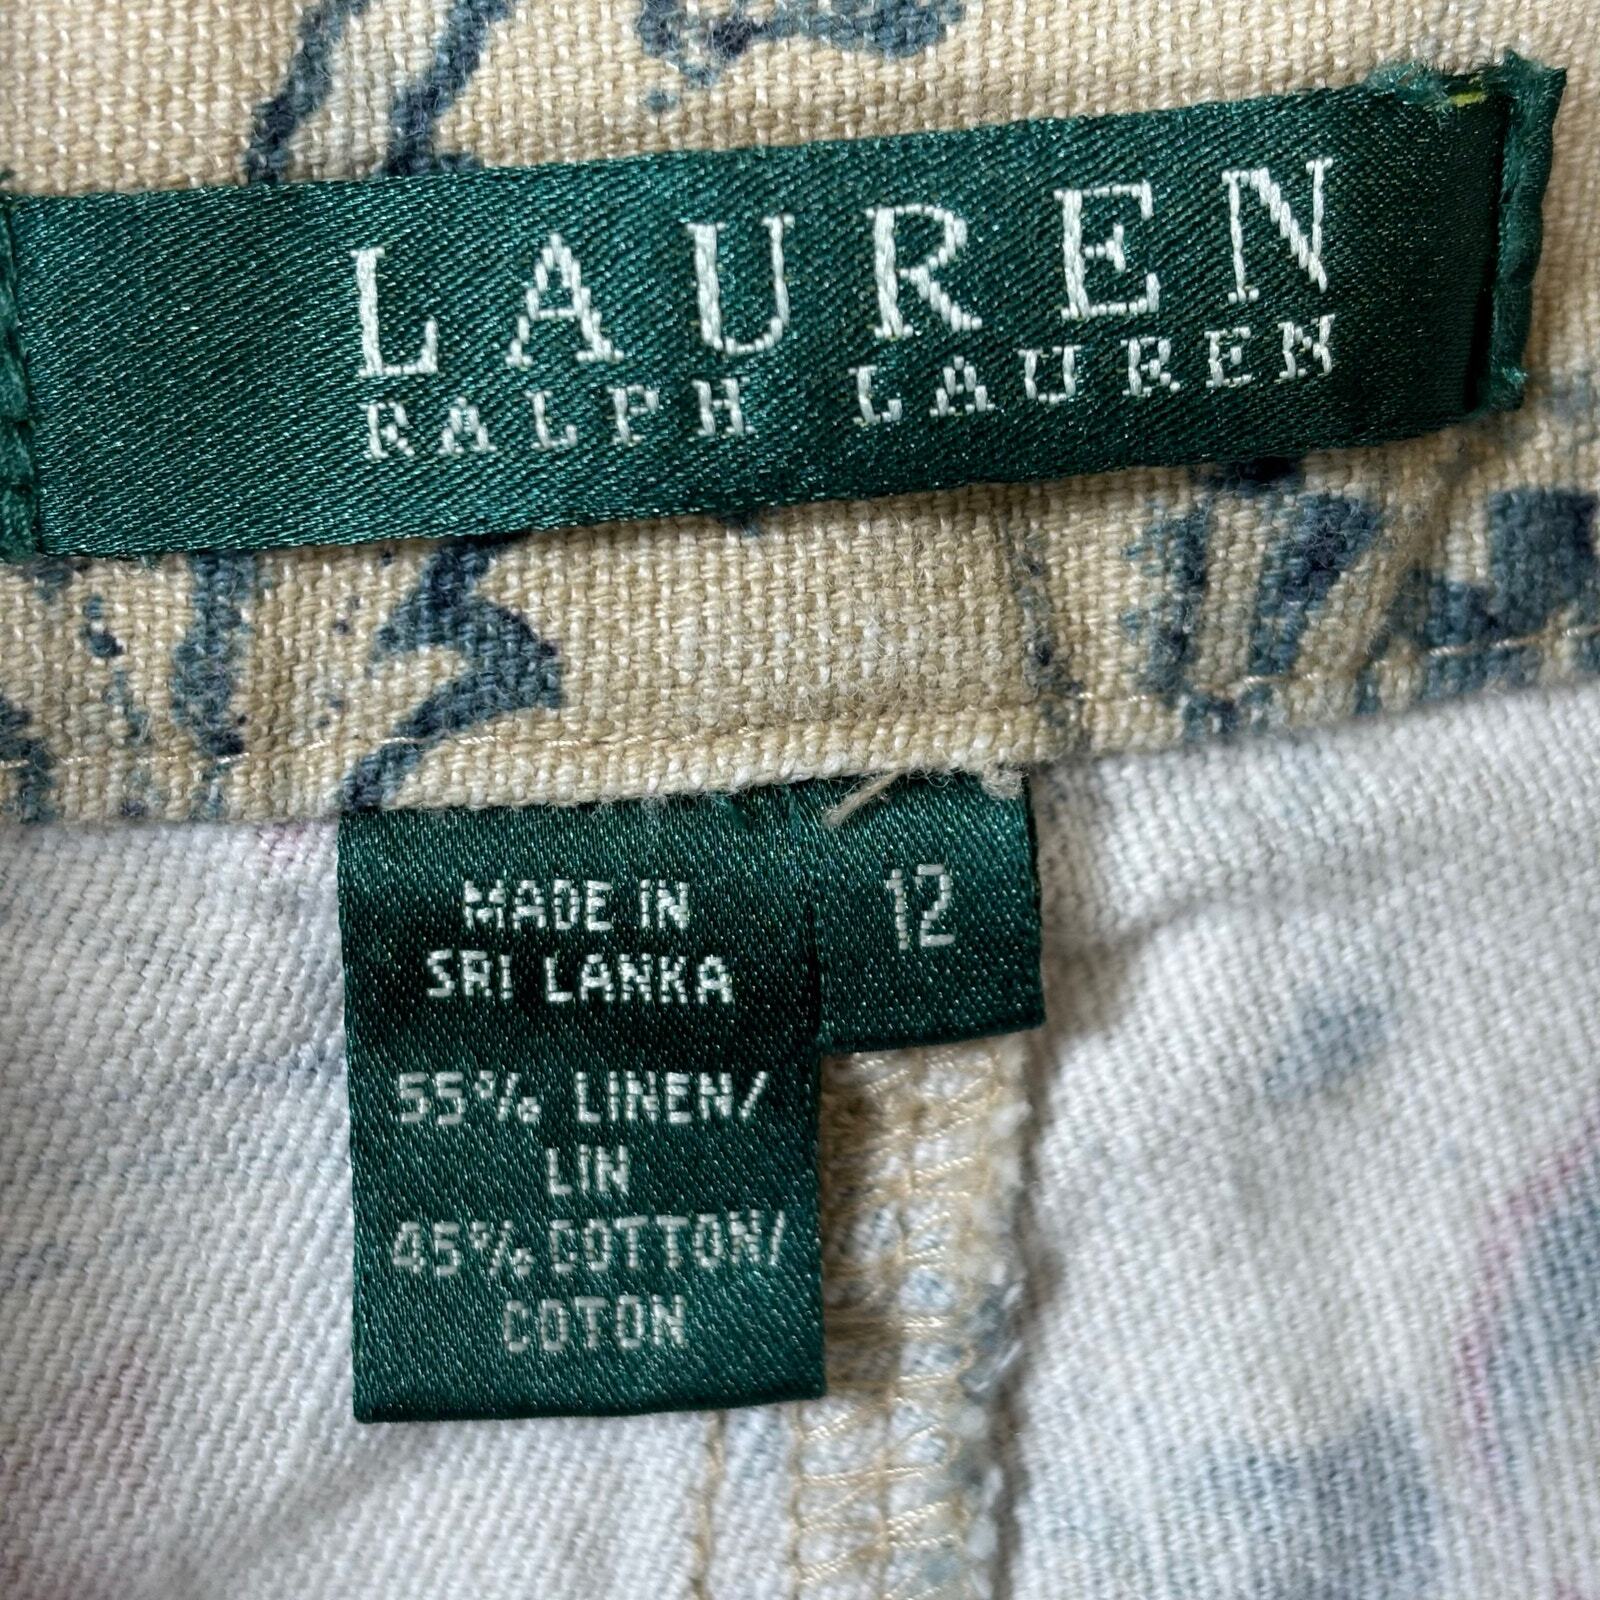 LAUREN
RALPH LAUREN
MADE IN
SRI LANKA
55% LINEN/
LIN
45% COTTON/
COTON
12